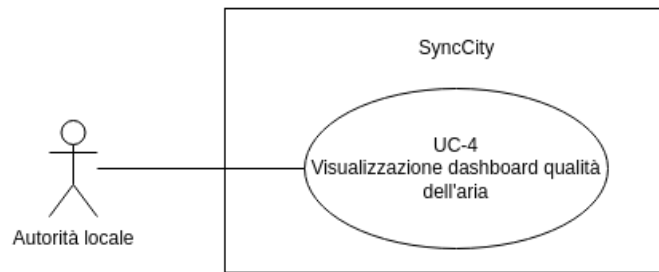 SyncCity
UC-4
Visualizzazione dashboard qualità
dell'aria
Autorità locale